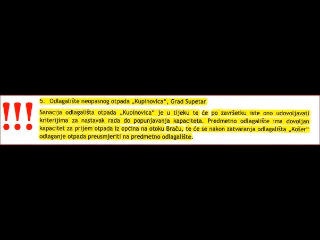 !!!
5. Odlagalište neopasnog otpada „Kupinovica“, Grad Supetar
Sanacija odlagališta otpada „Kupinovica“ je u tijeku te će po završetku iste ono udovoljavati
kriterijima za nastavak rada do popunjavanja kapaciteta. Predmetno odlagalište ima dovoljan
kapacitet za prijem otpada iz općina na otoku Braču, te će se nakon zatvaranja odlagališta „Košer“
odlaganje otpada preusmjeriti na predmetno odlagalište.